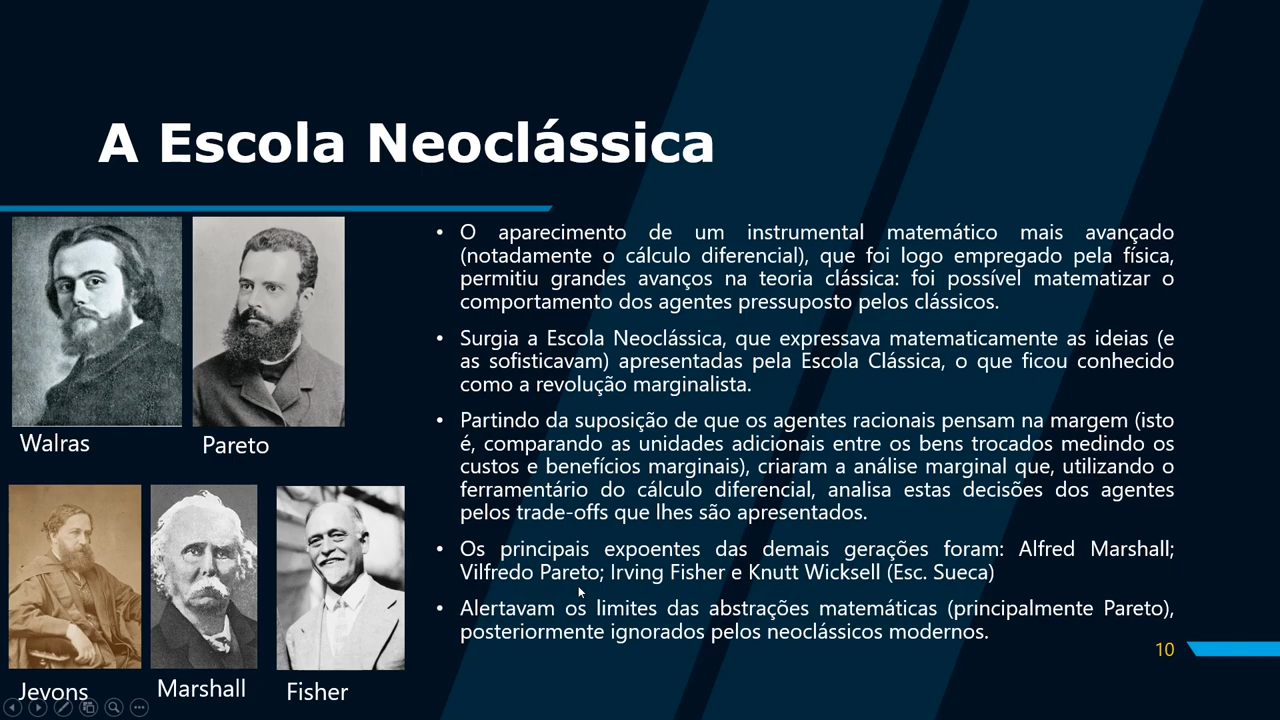 A Escola Neoclássica
Walras
Pareto
Jevons
Marshall
Fisher
• O aparecimento de um instrumental matemático mais avançado
(notadamente o cálculo diferencial), que foi logo empregado pela física,
permitiu grandes avanços na teoria clássica: foi possível matematizar o
comportamento dos agentes pressuposto pelos clássicos.
• Surgia a Escola Neoclássica, que expressava matematicamente as ideias (e
as sofisticavam) apresentadas pela Escola Clássica, o que ficou conhecido
como a revolução marginalista.
• Partindo da suposição de que os agentes racionais pensam na margem (isto
é, comparando as unidades adicionais entre os bens trocados medindo os
custos e benefícios marginais), criaram a análise marginal que, utilizando o
ferramentário do cálculo diferencial, analisa estas decisões dos agentes
pelos trade-offs que lhes são apresentados.
• Os principais expoentes das demais gerações foram: Alfred Marshall;
Vilfredo Pareto; Irving Fisher e Knutt Wicksell (Esc. Sueca)
• Alertavam os limites das abstrações matemáticas (principalmente Pareto),
posteriormente ignorados pelos neoclássicos modernos.
10